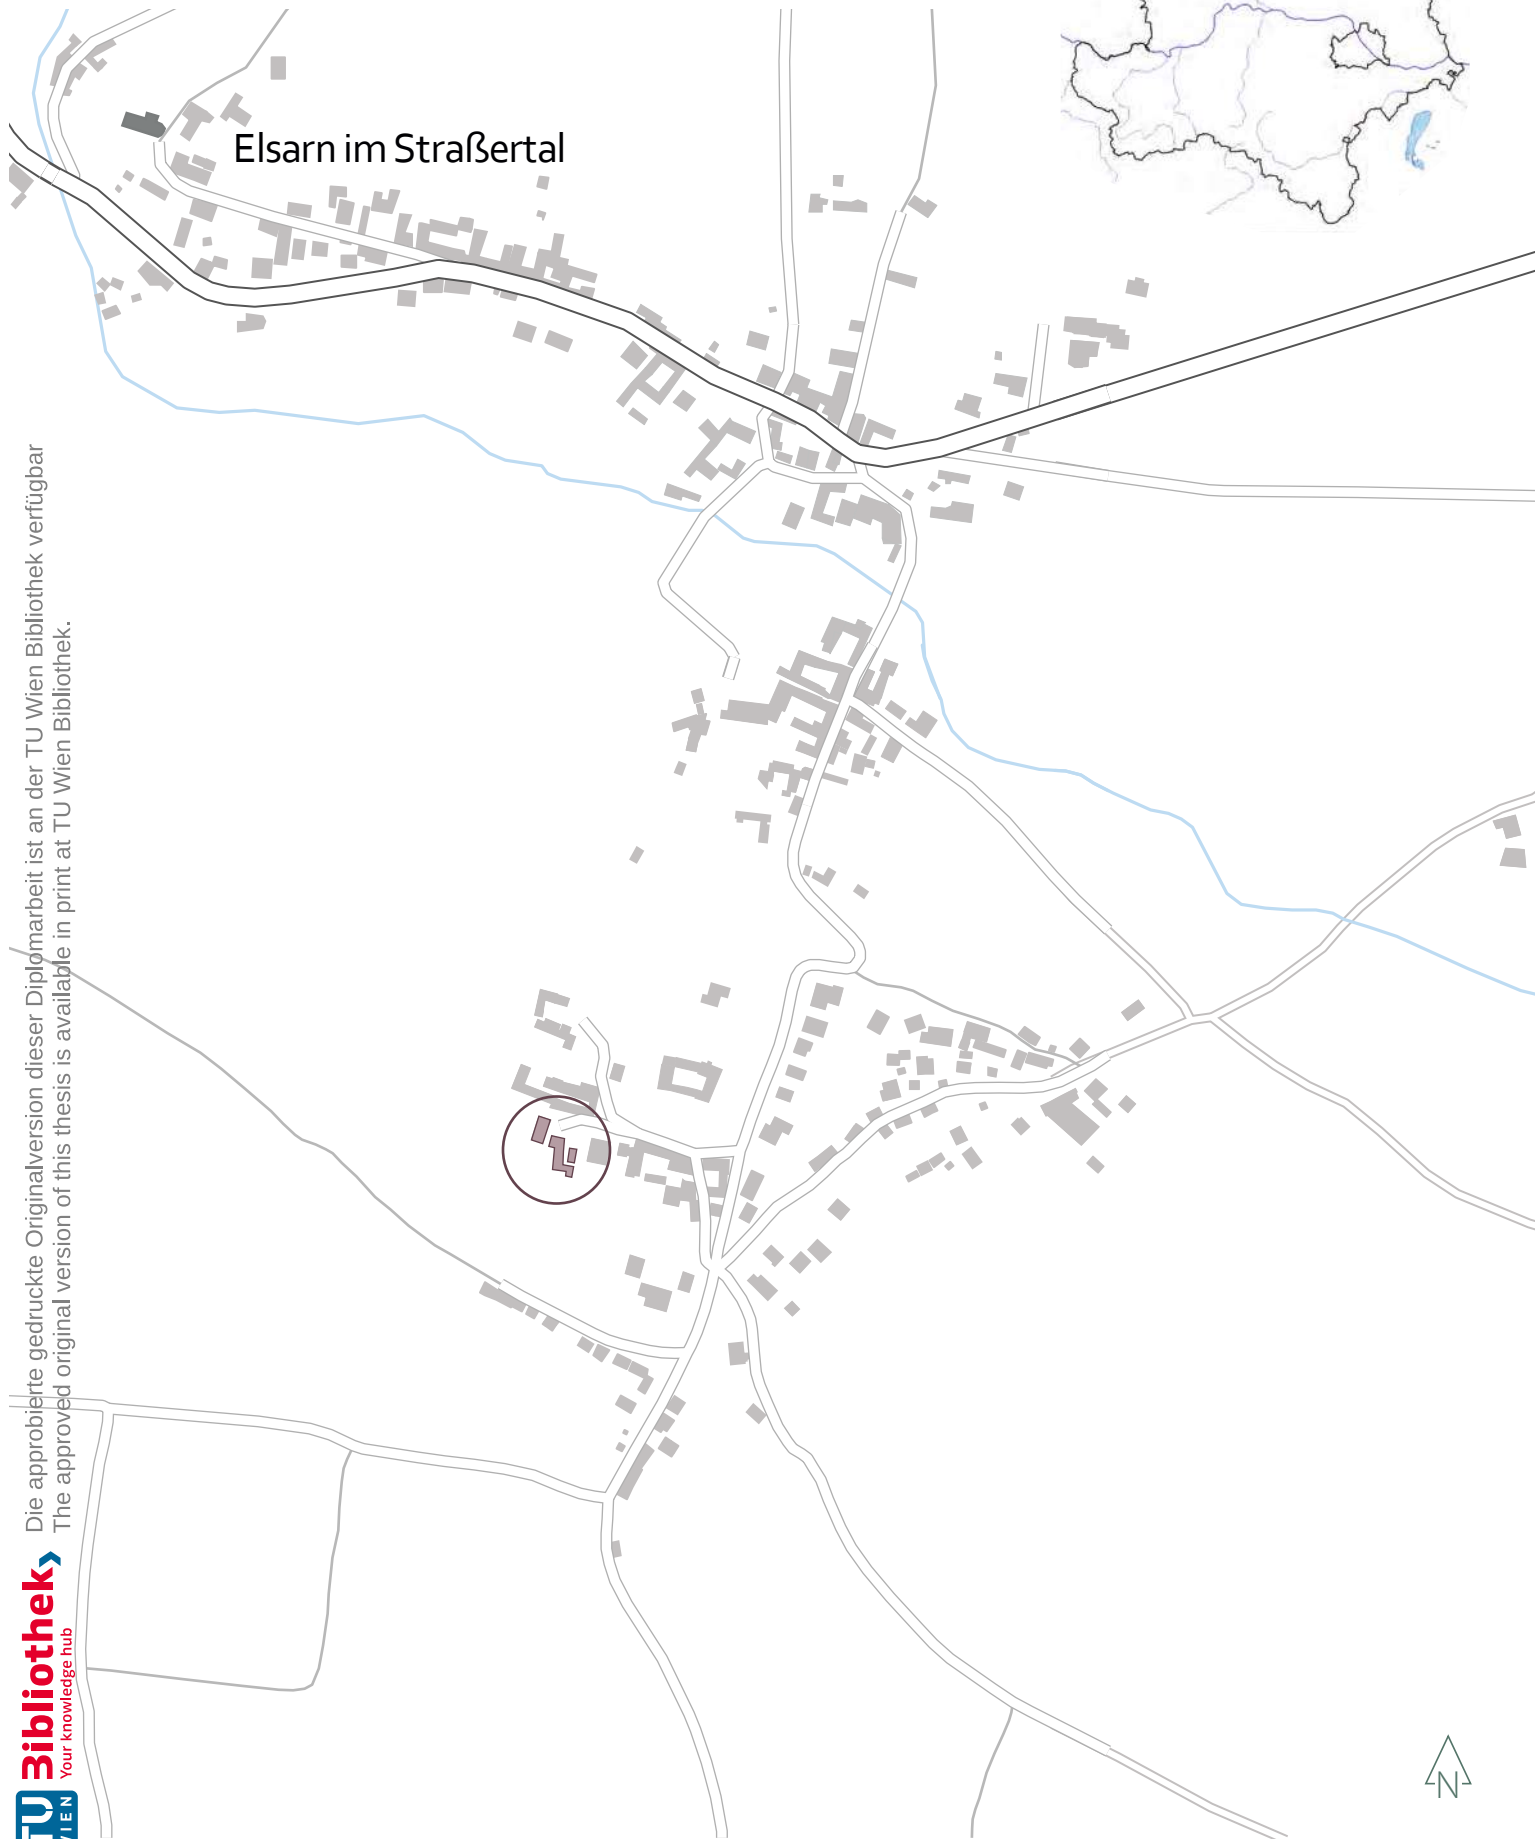 Elsarn im Straßertal
Die approbierte gedruckte Originalversion dieser Diplomarbeit ist an der TU Wien Bibliothek verfügbar
The approved original version of this thesis is available in print at TU Wien Bibliothek.
Bibliothek
Your knowledge hub
TU
WIEN
N